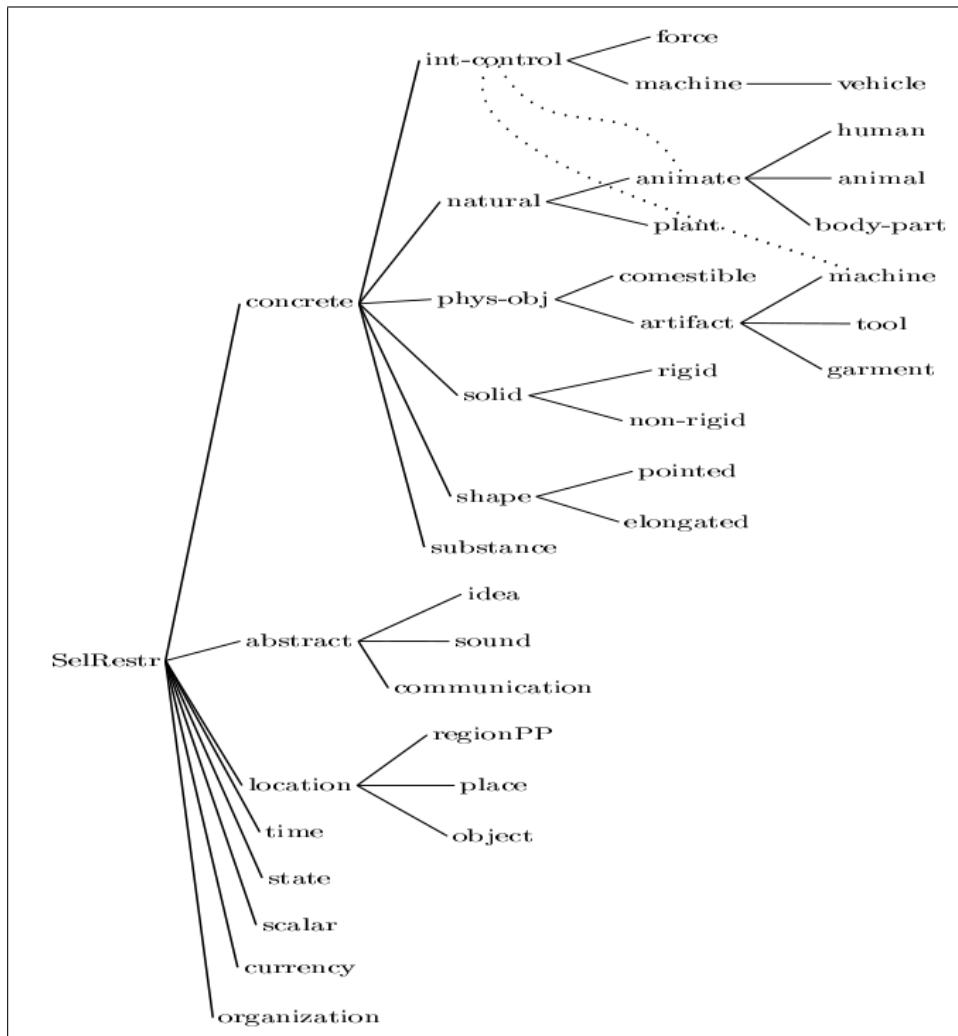 force
int-control
machine
vehicle
human
animate
animal
natural
plant
body-part
comestible
machine
phys-obj
concrete
artifact
tool
rigid
garment
solid
non-rigid
pointed
shape
elongated
substance
idea
abstract
sound
SelRestr
communication
regionPP
location
place
time
object
state
scalar
currency
organization